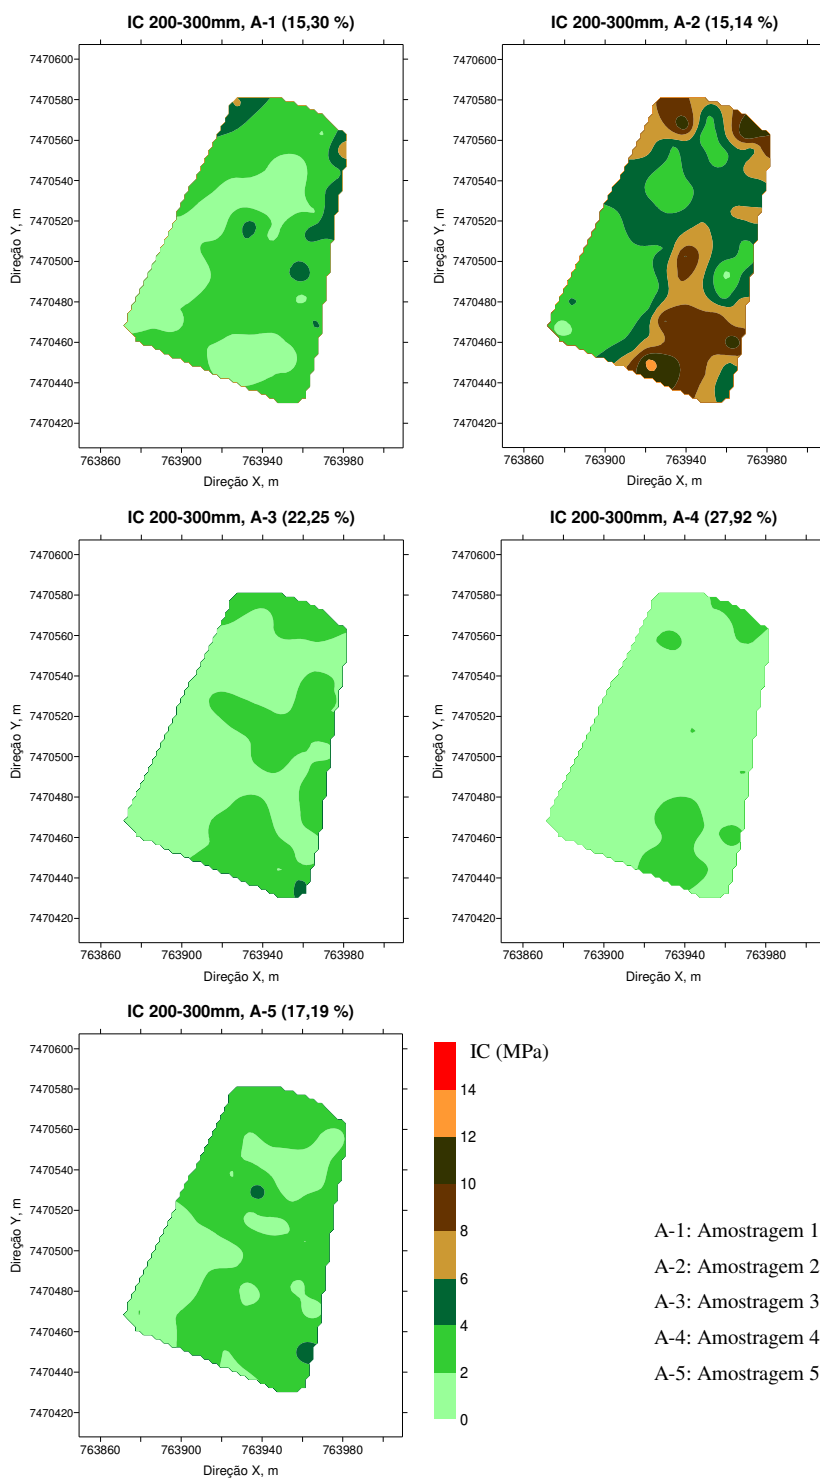 IC 200-300mm, A-1 (15,30 %)
7470600
7470580
7470560
7470540
7470520
7470500
7470480
7470460
7470440
7470420
Direção Y, m
763860 763900 763940 763980
Direção X, m
IC 200-300mm, A-2 (15,14 %)
7470600
7470580
7470560
7470540
7470520
7470500
7470480
7470460
7470440
7470420
Direção Y, m
763860 763900 763940 763980
Direção X, m
IC 200-300mm, A-3 (22,25 %)
7470600
7470580
7470560
7470540
7470520
7470500
7470480
7470460
7470440
7470420
Direção Y, m
763860 763900 763940 763980
Direção X, m
IC 200-300mm, A-4 (27,92 %)
7470600
7470580
7470560
7470540
7470520
7470500
7470480
7470460
7470440
7470420
Direção Y, m
763860 763900 763940 763980
Direção X, m
IC 200-300mm, A-5 (17,19 %)
7470600
7470580
7470560
7470540
7470520
7470500
7470480
7470460
7470440
7470420
Direção Y, m
763860 763900 763940 763980
Direção X, m
IC (MPa)
14
12
10
8
6
4
2
0
A-1: Amostragem 1
A-2: Amostragem 2
A-3: Amostragem 3
A-4: Amostragem 4
A-5: Amostragem 5